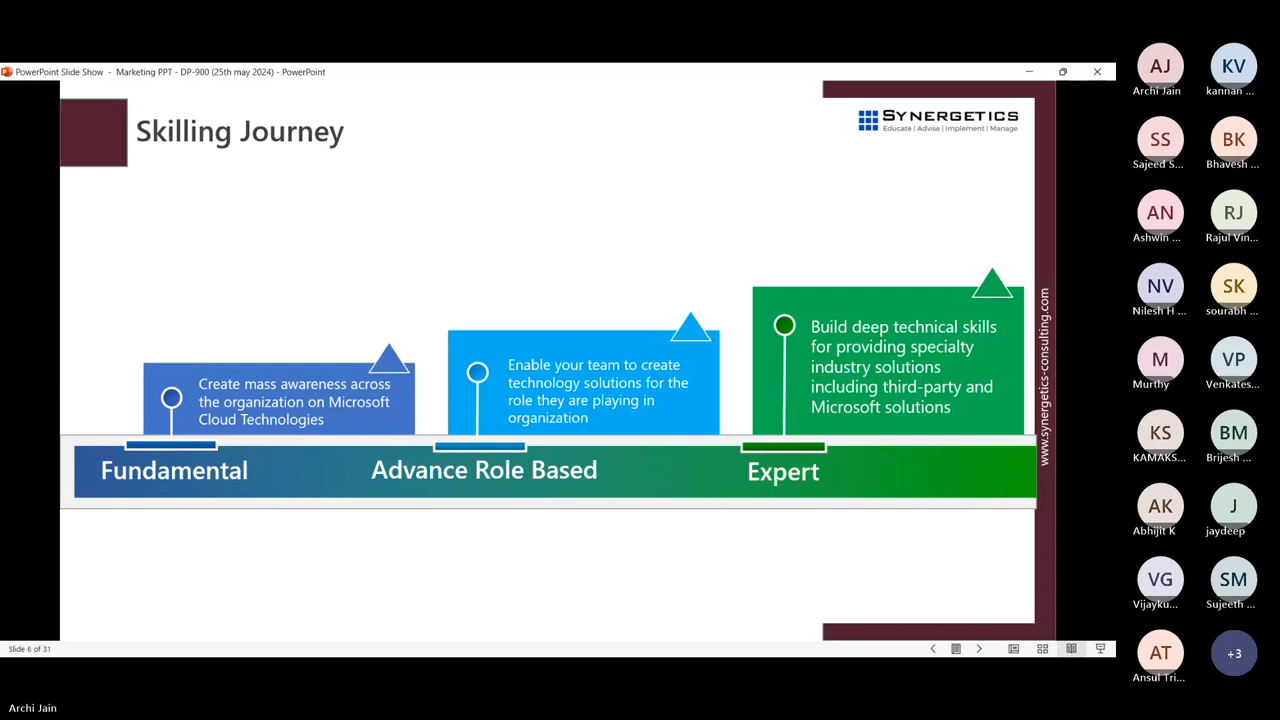 PowerPoint Slide Show - Marketing PPT - DP-900 (25th may 2024) - PowerPoint
Skilling Journey
SYNERGETICS
Educate | Advise | Implement | Manage
Create mass awareness across
the organization on Microsoft
Cloud Technologies
Enable your team to create
technology solutions for the
role they are playing in
organization
Build deep technical skills
for providing specialty
industry solutions
including third-party and
Microsoft solutions
Fundamental
Advance Role Based
Expert
www.synergetics-consulting.com
Slide 6 of 31
AJ
Archi Jain
KV
kannan ...
SS
Sajeed S...
BK
Bhavesh ...
AN
Ashwin ...
RJ
Rajul Vin...
NV
Nilesh H ...
SK
sourabh ...
M
Murthy
VP
Venkates...
KS
KAMAKS...
BM
Brijesh ...
AK
Abhijit K
J
jaydeep
VG
Vijayku...
SM
Sujeeth ...
AT
Ansul Tri...
+3
Archi Jain